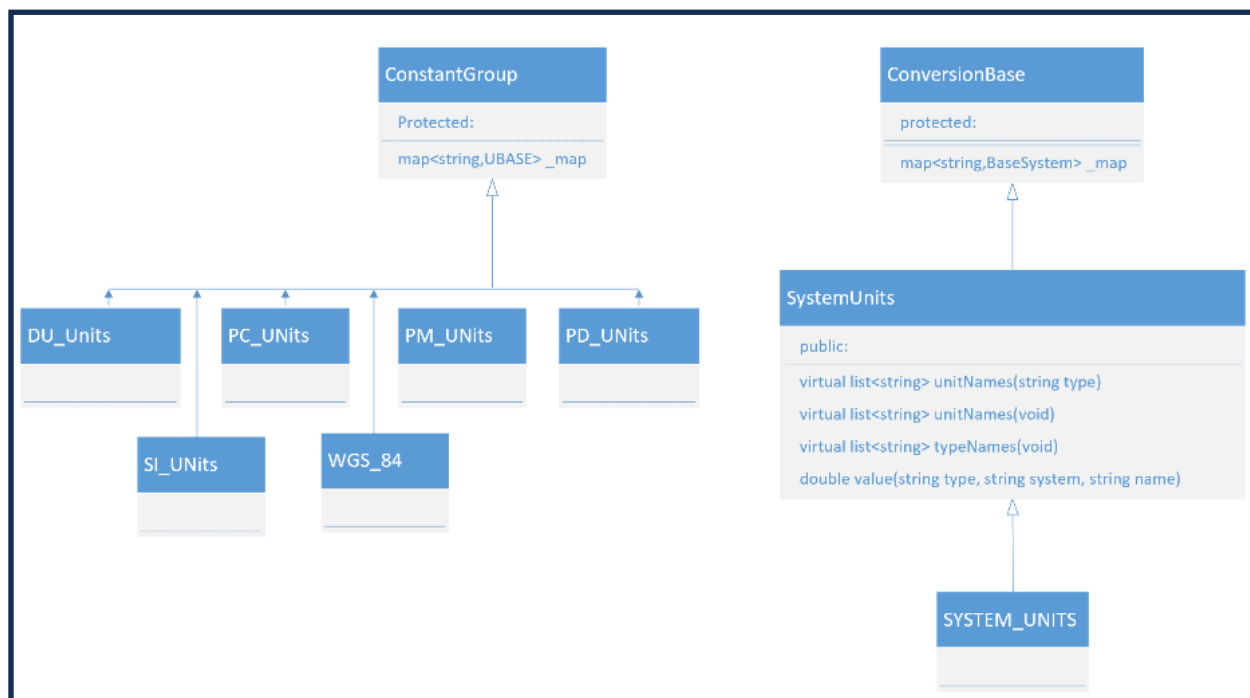 ConstantGroup
Protected:
map<string,UBASE> _map
DU_Units
PC_UNits
PM_UNits
PD_UNits
SI_UNits
WGS_84
ConversionBase
protected:
map<string,BaseSystem> _map
SystemUnits
public:
virtual list<string> unitNames(string type)
virtual list<string> unitNames(void)
virtual list<string> typeNames(void)
double value(string type, string system, string name)
SYSTEM_UNITS